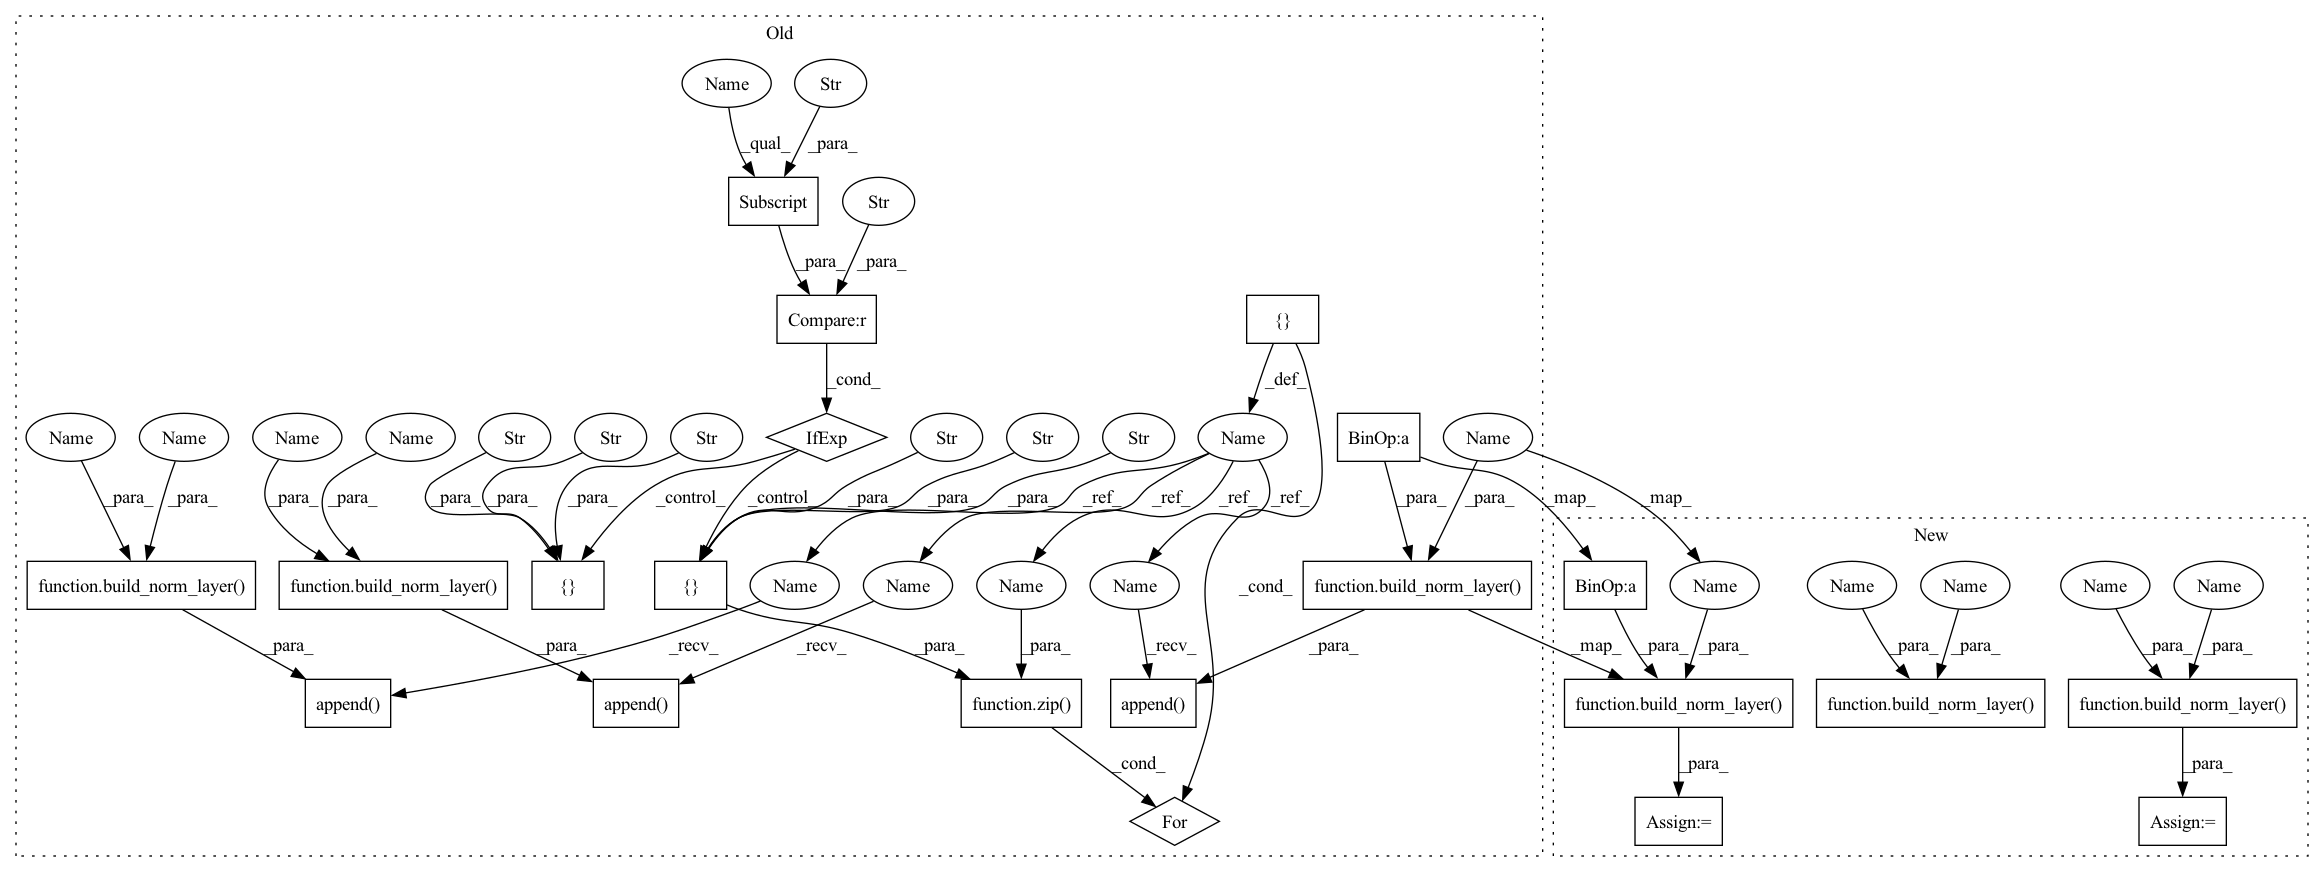 Old
Name Str
_qual_ _para_
Subscript Str
_para_ _para_
Compare:r {}
_cond_ _def_
Name Name Name Name Str Str Str IfExp Str Str Str Name BinOp:a Name
_para_ _para_ _para_ _para_ _para_ _para_ _para_ _control_ _control_ _para_ _para_ _para_ _ref_ _ref_ _ref_ _ref_ _para_ _para_ _map_ _map_
New
function.build_norm_layer() function.build_norm_layer() {} {} Name Name Name Name _cond_ function.build_norm_layer() BinOp:a Name Name Name Name Name
_para_ _para_ _recv_ _recv_ _para_ _para_ _recv_ _para_ _map_ _para_ _para_ _para_ _para_ _para_ _para_
append() append() function.zip() append() function.build_norm_layer() function.build_norm_layer() function.build_norm_layer()
_cond_ _para_ _para_
For Assign:= Assign:=